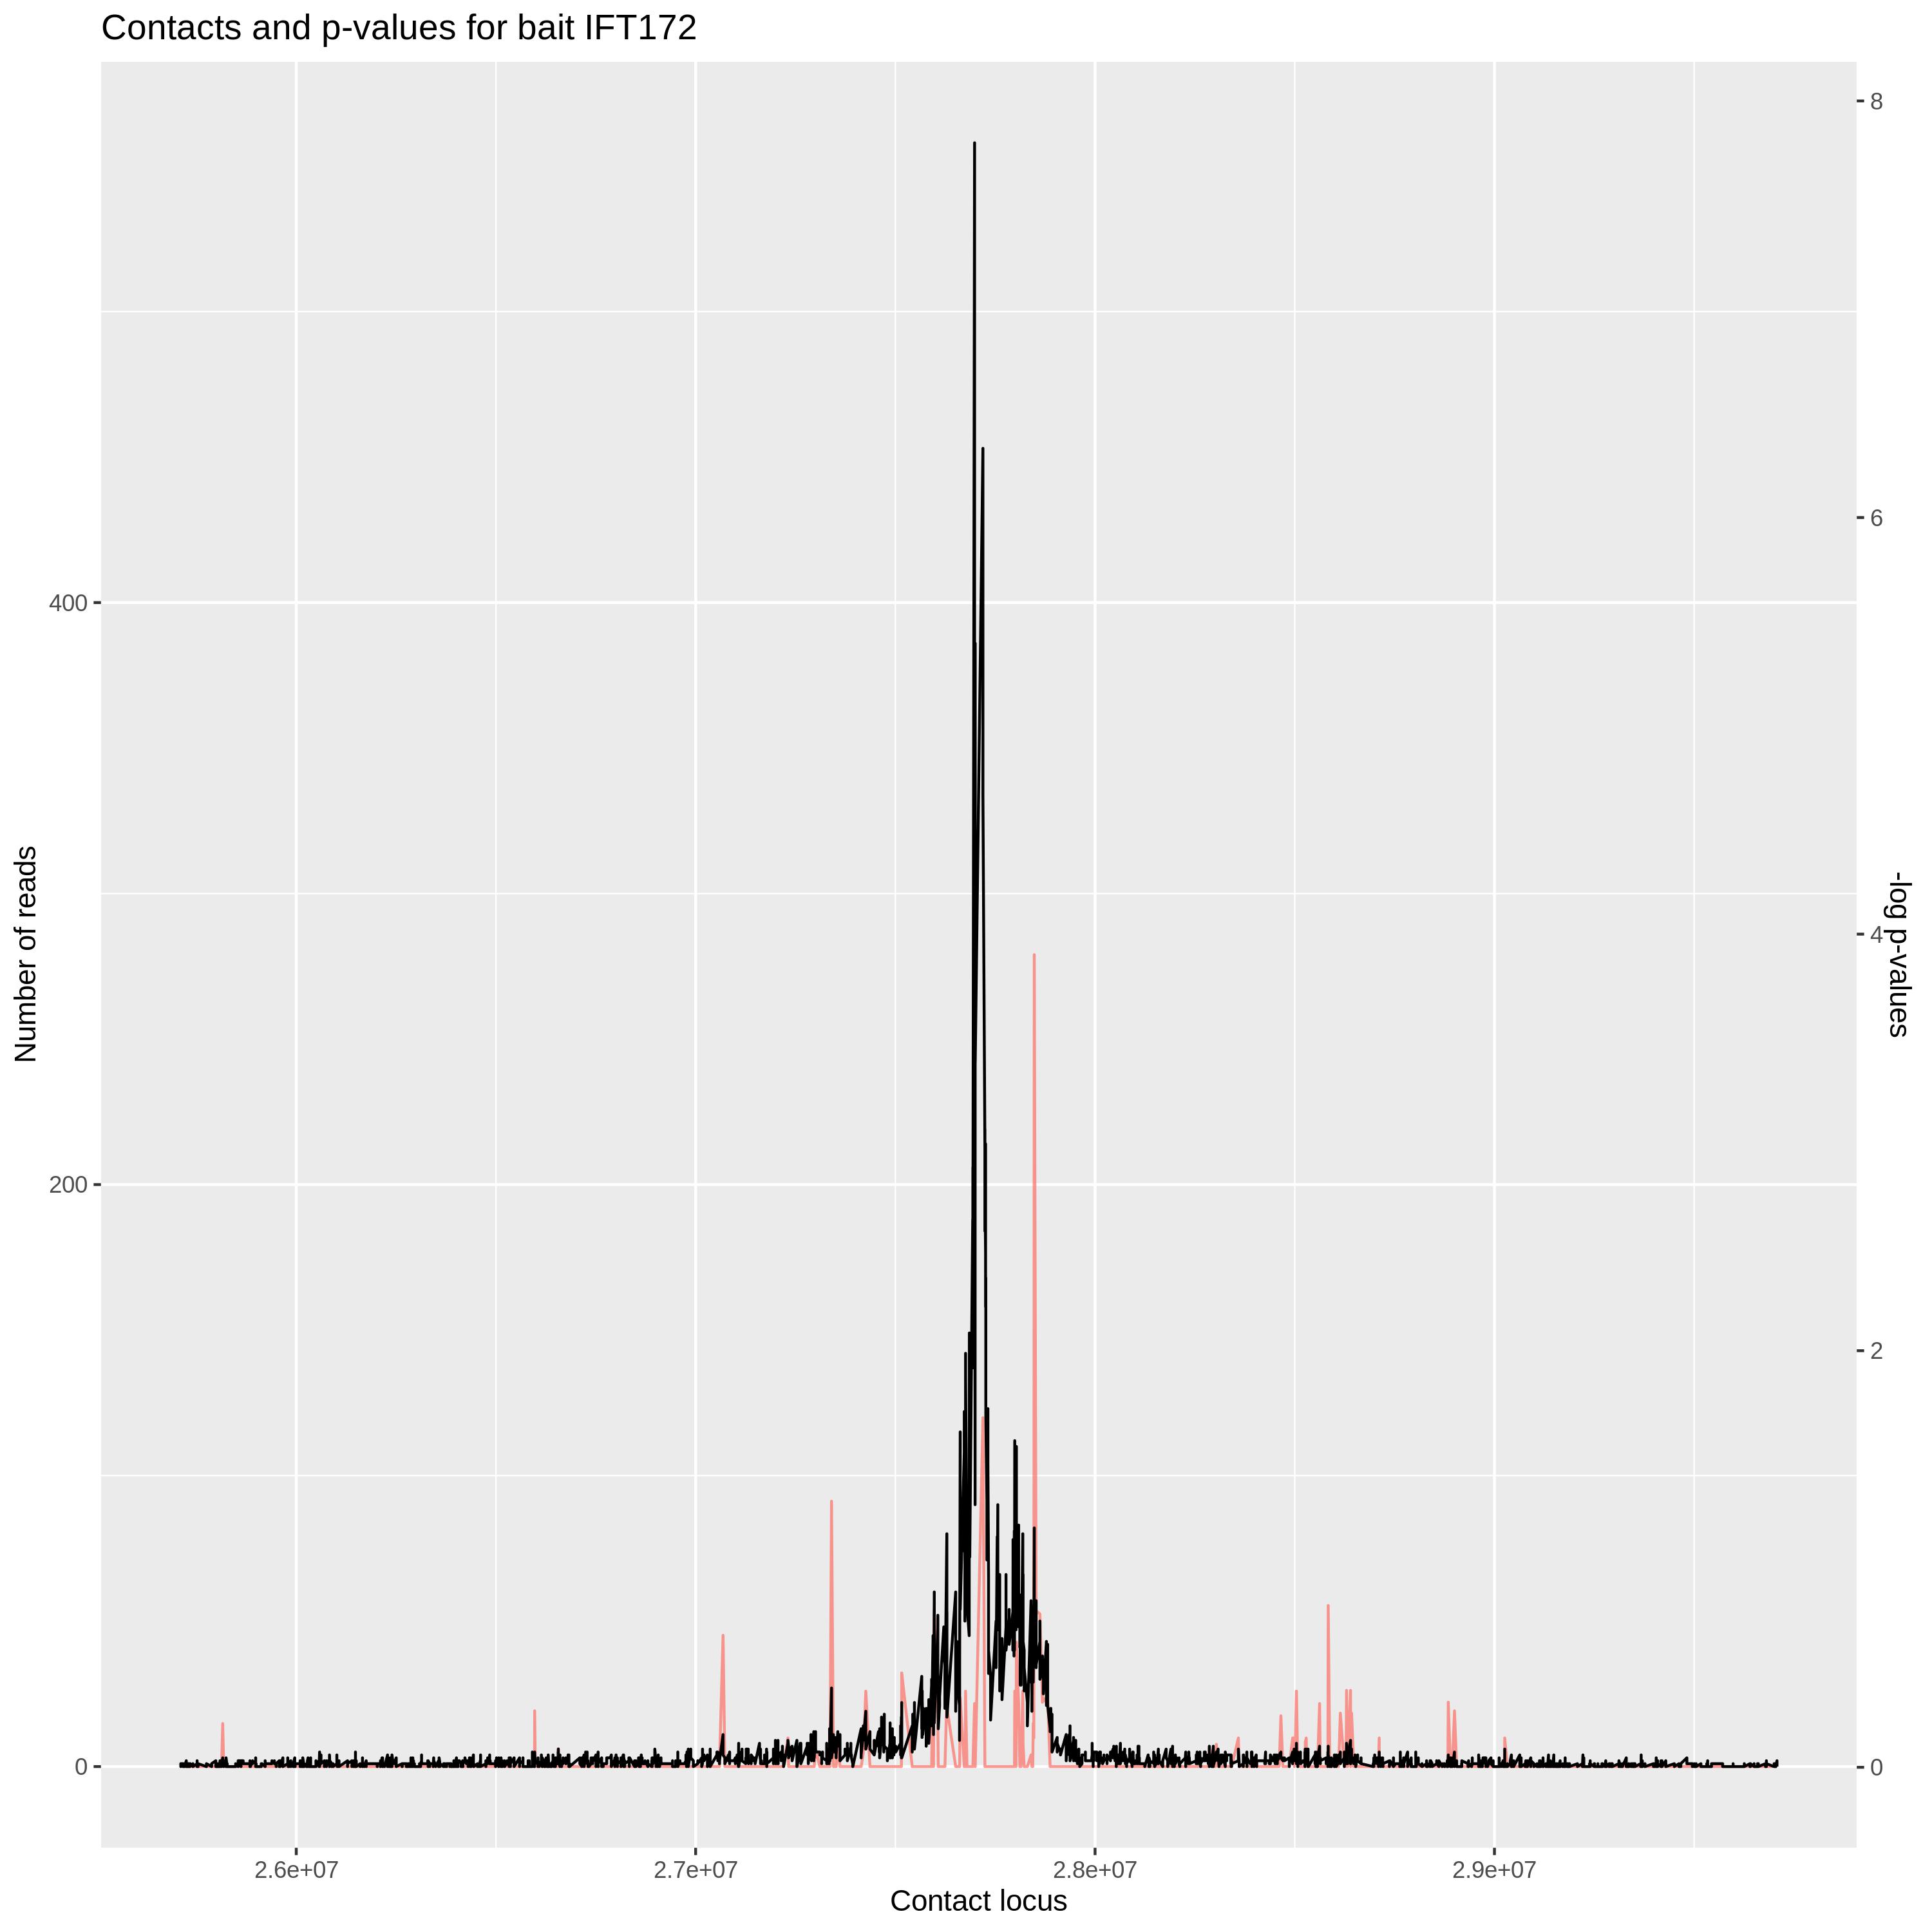 Contacts and p-values for bait IFT172
8
6
400
Number of reads
4
-log p-values
200
2
0
0
2.6e+07 2.7e+07 2.8e+07 2.9e+07
Contact locus